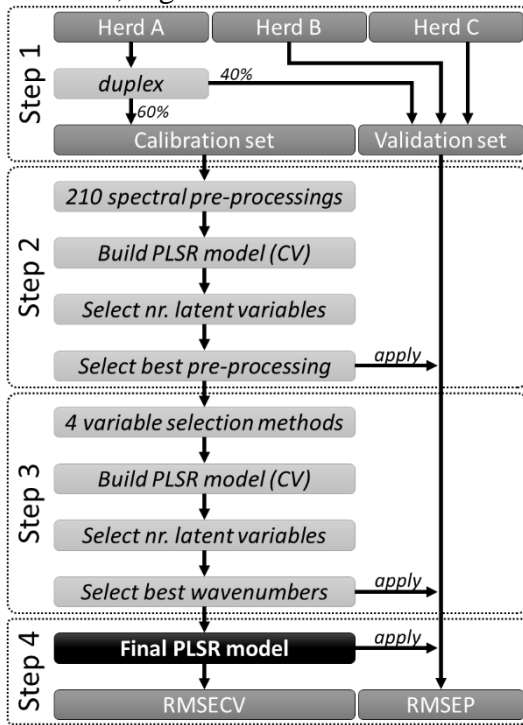 Step 1
Herd A
Herd B
Herd C
duplex
40%
60%
Calibration set
Validation set
Step 2
210 spectral pre-processings
Build PLSR model (CV)
Select nr. latent variables
Select best pre-processing
apply
Step 3
4 variable selection methods
Build PLSR model (CV)
Select nr. latent variables
Select best wavenumbers
apply
Step 4
Final PLSR model
apply
RMSECV
RMSEP